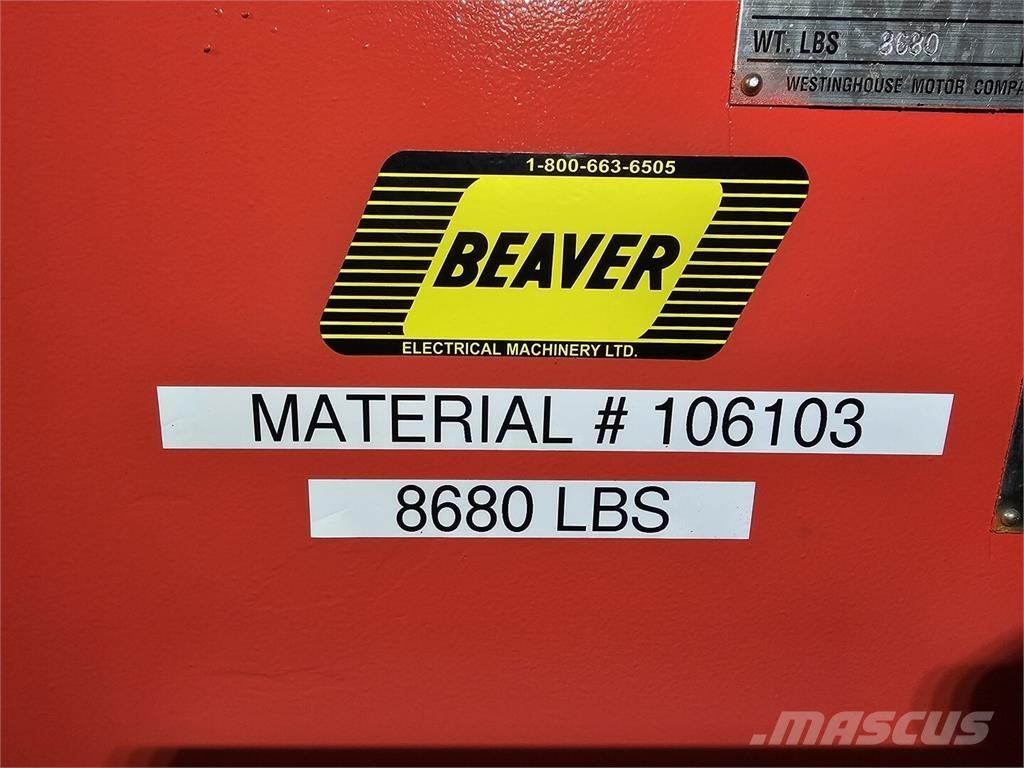 WT. LBS 8680
WESTINGHOUSE MOTOR COMPA
1-800-663-6505
BEAVER
ELECTRICAL MACHINERY LTD.
MATERIAL # 106103
8680 LBS
MASCUS